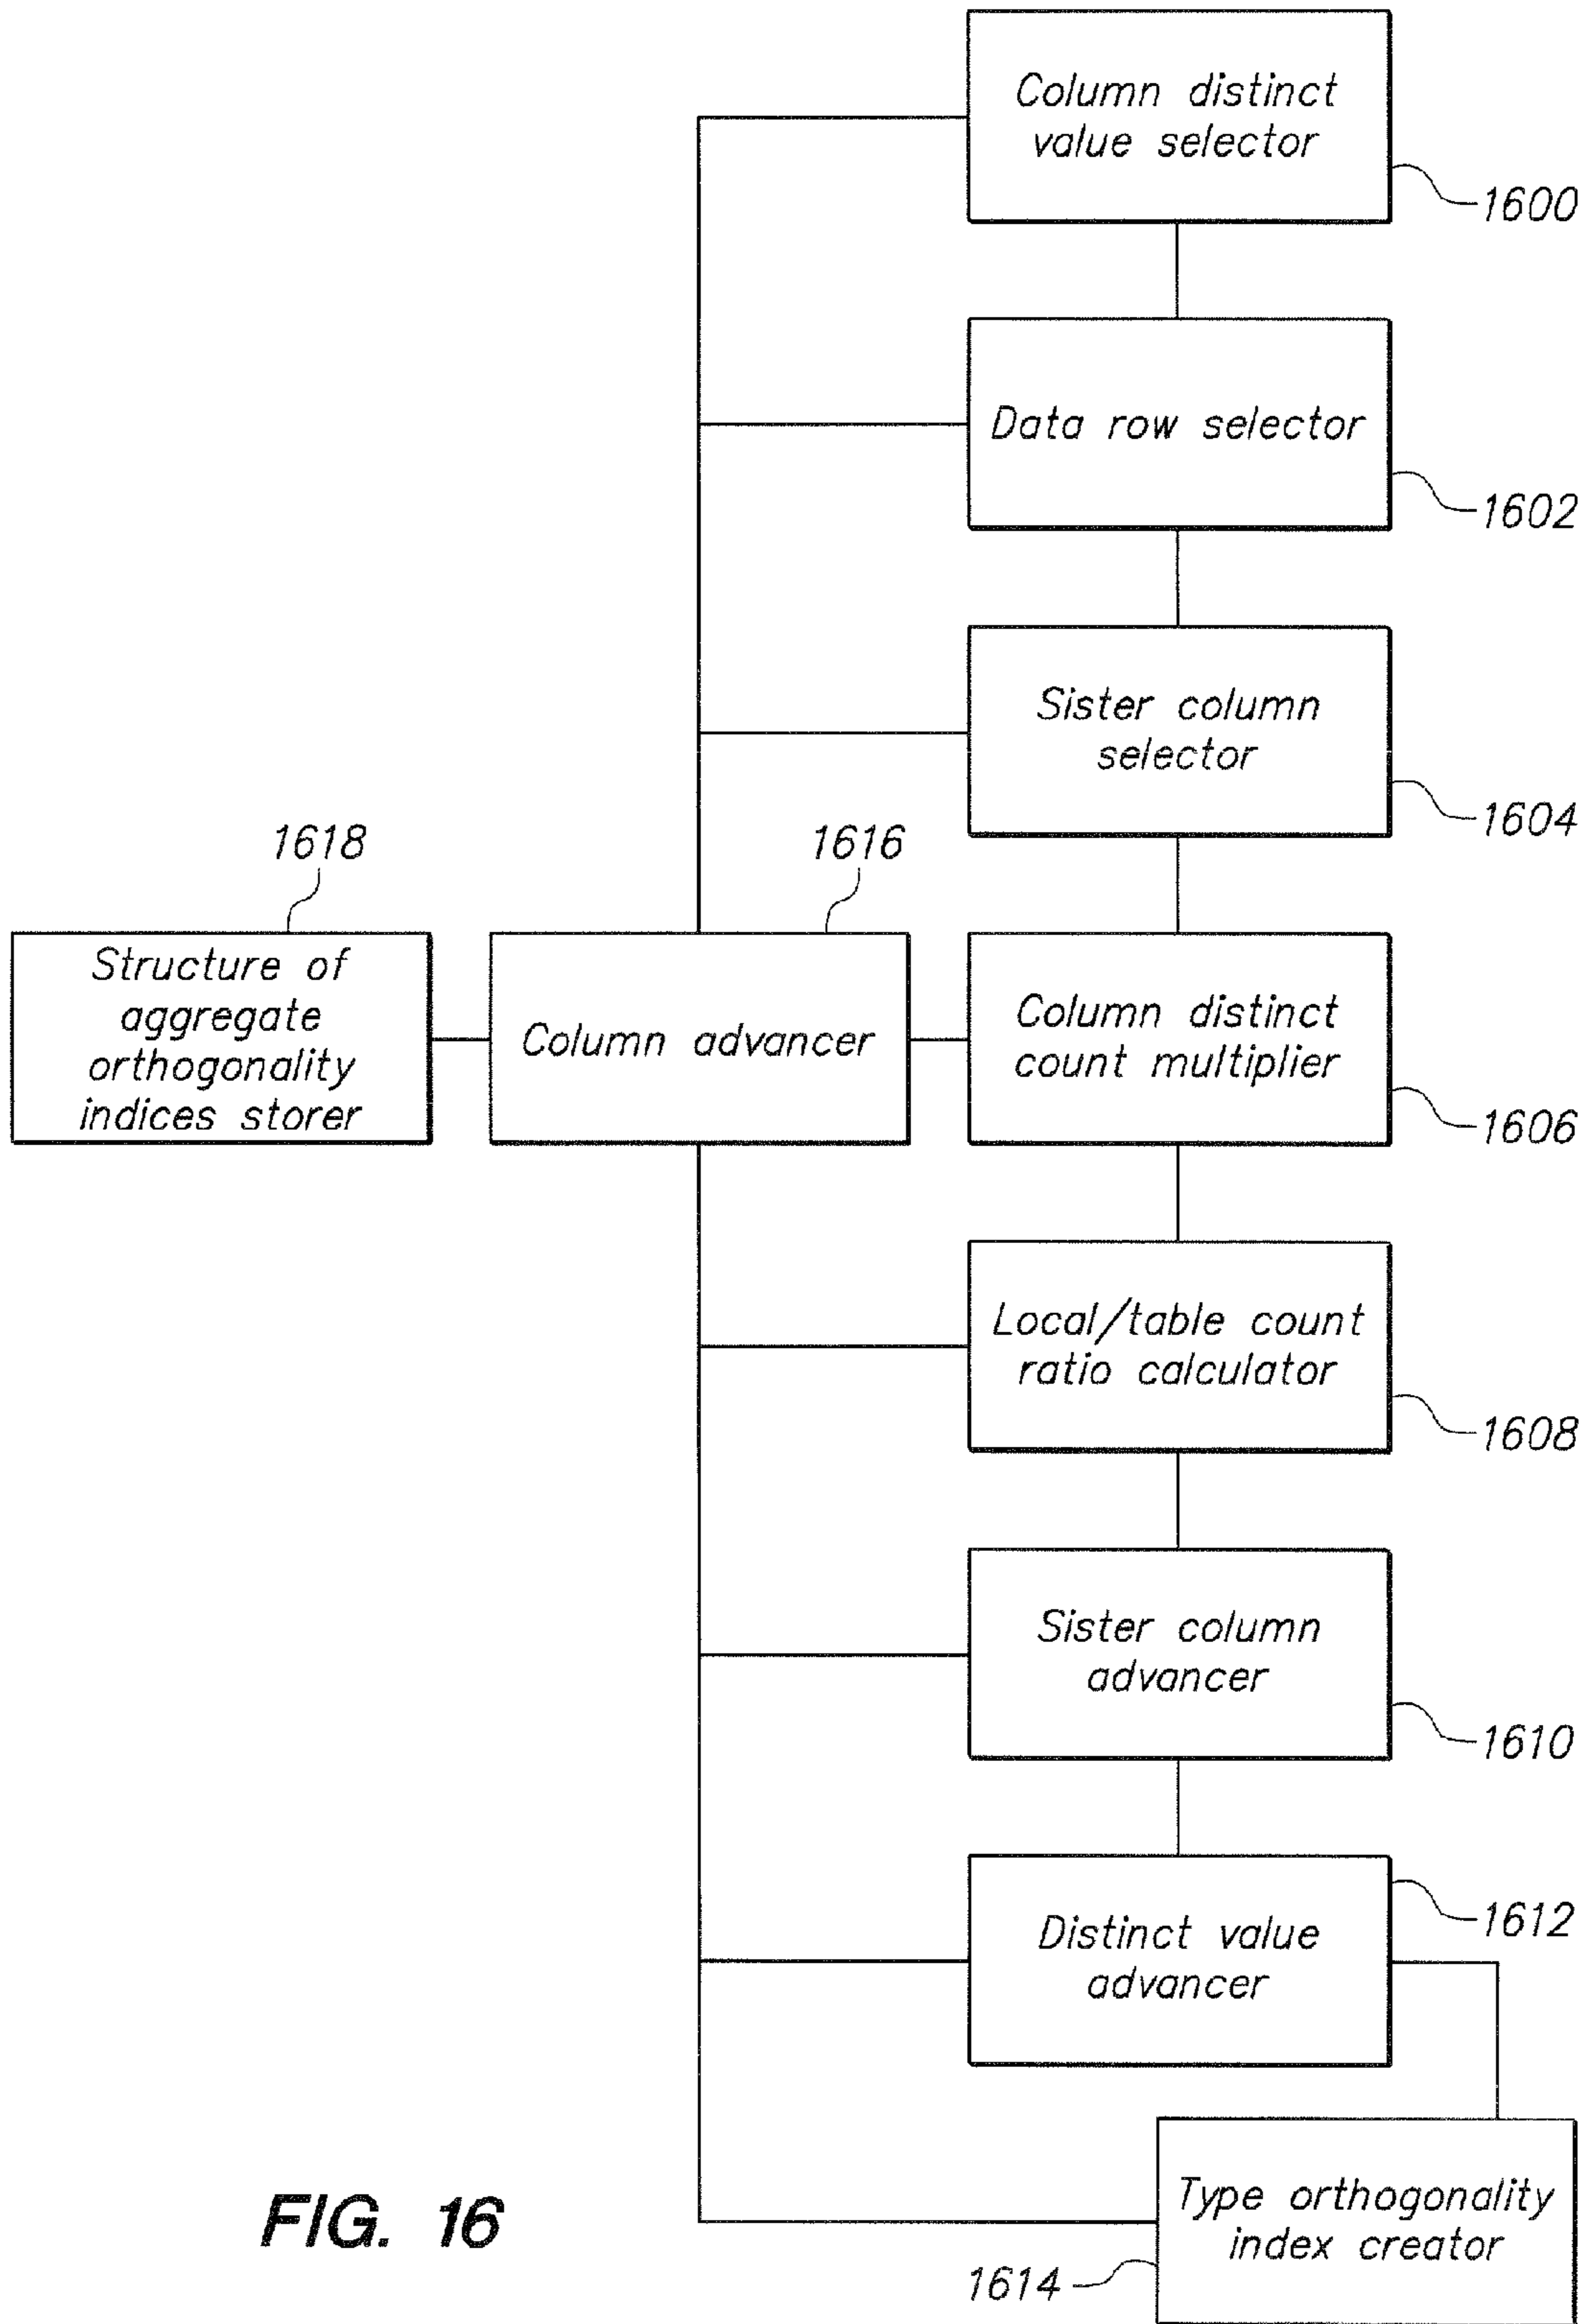 Column distinct
value selector
1600
Data row selector
1602
Sister column
selector
1604
1618
1616
Structure of
aggregate
orthogonality
indices storer
Column advancer
Column distinct
count multiplier
1606
Local/table count
ratio calculator
1608
Sister column
advancer
1610
Distinct value
advancer
1612
Type orthogonality
index creator
1614
FIG. 16